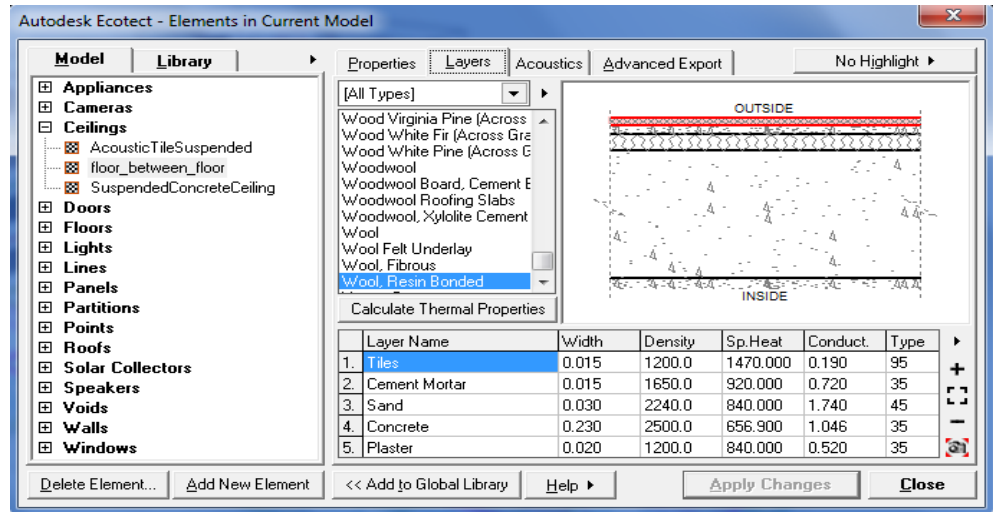 Autodesk Ecotect - Elements in Current Model
Model Library
Appliances
Cameras
Ceilings
AcousticTileSuspended
floor_between_floor
SuspendedConcreteCeiling
Doors
Floors
Lights
Lines
Panels
Partitions
Points
Roofs
Solar Collectors
Speakers
Voids
Walls
Windows
Delete Element... Add New Element
Properties Layers Acoustics Advanced Export No Highlight
[All Types]
Wood Virginia Pine (Across
Wood White Fir (Across Gra
Wood White Pine (Across G
Woodwool
Woodwool Board, Cement B
Woodwool Roofing Slabs
Woodwool, Xylolite Cement
Wool
Wool Felt Underlay
Wool, Fibrous
Wool, Resin Bonded
Calculate Thermal Properties
OUTSIDE
INSIDE
Layer Name Width Density Sp.Heat Conduct. Type
1. Tiles 0.015 1200.0 1470.000 0.190 95
2. Cement Mortar 0.015 1650.0 920.000 0.720 35
3. Sand 0.030 2240.0 840.000 1.740 45
4. Concrete 0.230 2500.0 656.900 1.046 35
5. Plaster 0.020 1200.0 840.000 0.520 35
<< Add to Global Library Help Apply Changes Close